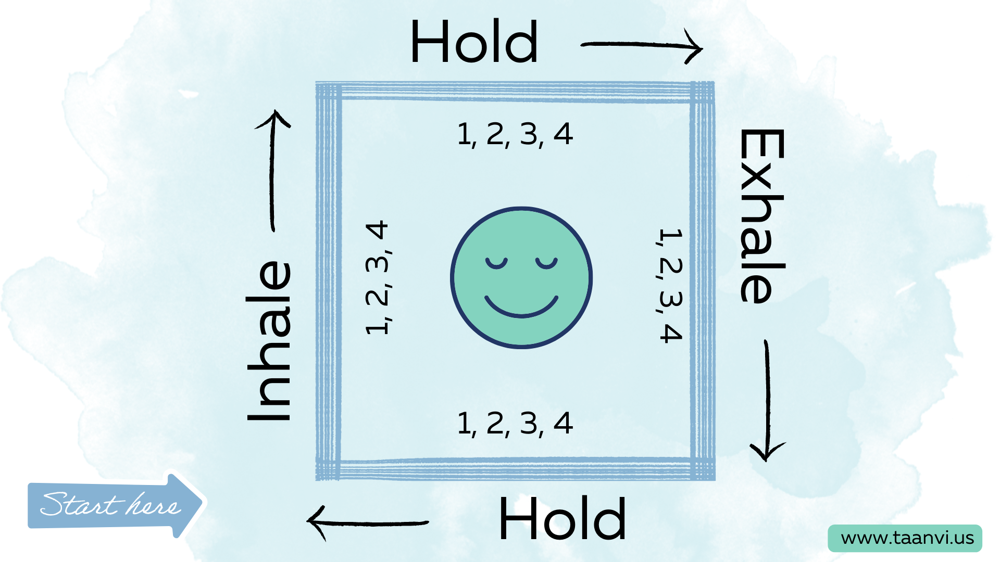 Hold
1, 2, 3, 4
Inhale
1, 2, 3, 4
1, 2, 3, 4
Exhale
1, 2, 3, 4
Hold
Start here
www.taanvi.us